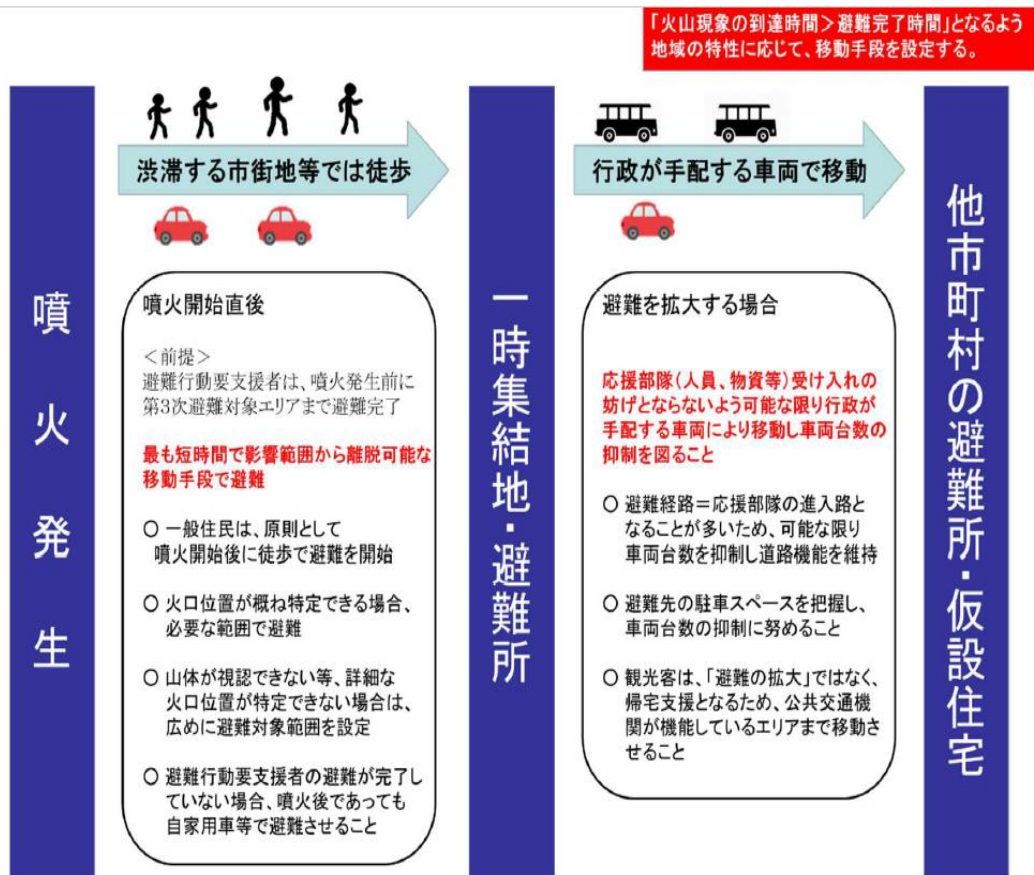 「火山現象の到達時間＞避難完了時間」となるよう
地域の特性に応じて、移動手段を設定する。
噴火発生
渋滞する市街地等では徒歩
噴火開始直後
＜前提＞
避難行動要支援者は、噴火発生前に
第3次避難対象エリアまで避難完了
最も短時間で影響範囲から離脱可能な
移動手段で避難
○ 一般住民は、原則として
噴火開始後に徒歩で避難を開始
○ 火口位置が概ね特定できる場合、
必要な範囲で避難
○ 山体が視認できない等、詳細な
火口位置が特定できない場合は、
広めに避難対象範囲を設定
○ 避難行動要支援者の避難が完了し
ていない場合、噴火後であっても
自家用車等で避難させること
一時集結地・避難所
行政が手配する車両で移動
避難を拡大する場合
応援部隊（人員、物資等）受け入れの
妨げとならないよう可能な限り行政が
手配する車両により移動し車両台数の
抑制を図ること
○ 避難経路＝応援部隊の進入路と
なることが多いため、可能な限り
車両台数を抑制し道路機能を維持
○ 避難先の駐車スペースを把握し、
車両台数の抑制に努めること
○ 観光客は、「避難の拡大」ではなく、
帰宅支援となるため、公共交通機
関が機能しているエリアまで移動さ
せること
他市町村の避難所・仮設住宅